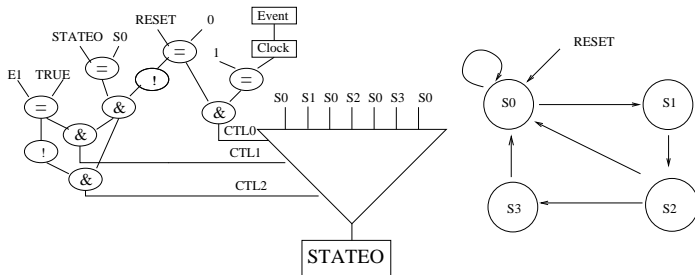 Event
RESET 0
STATEO S0
= Clock
= 1
E1 TRUE ! =
= &
S0 S1 S0 S2 S0 S3 S0
&
& CTL0
!
CTL1
&
CTL2
STATEO
RESET
S0 S1
S3 S2